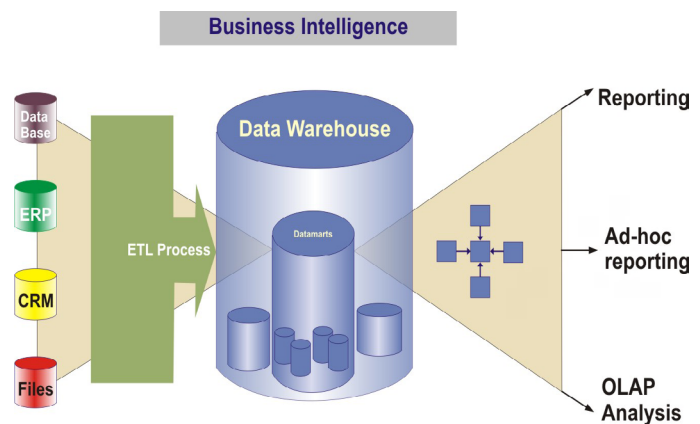 Business Intelligence
Data
Base
ERP
CRM
Files
ETL Process
Data Warehouse
Datamarts
Reporting
Ad-hoc
reporting
OLAP
Analysis